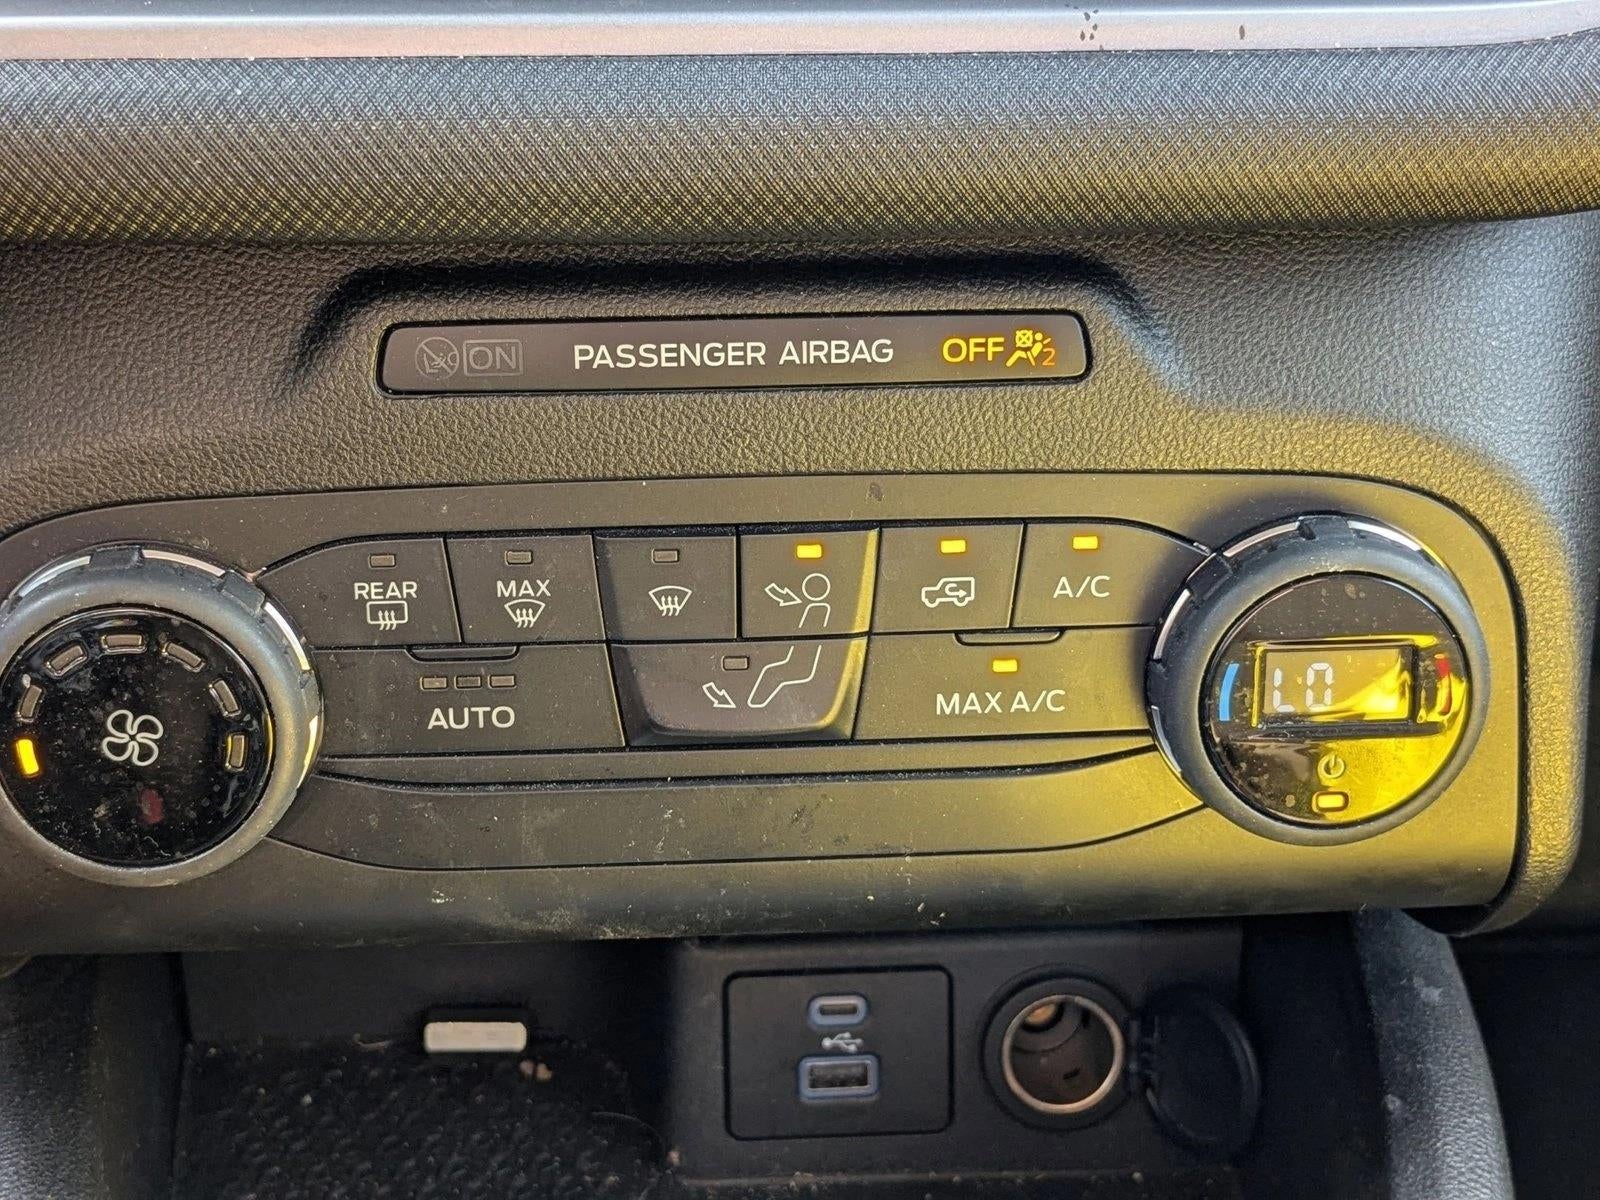 ON PASSENGER AIRBAG OFF 2
REAR MAX A/C
AUTO MAX A/C LO